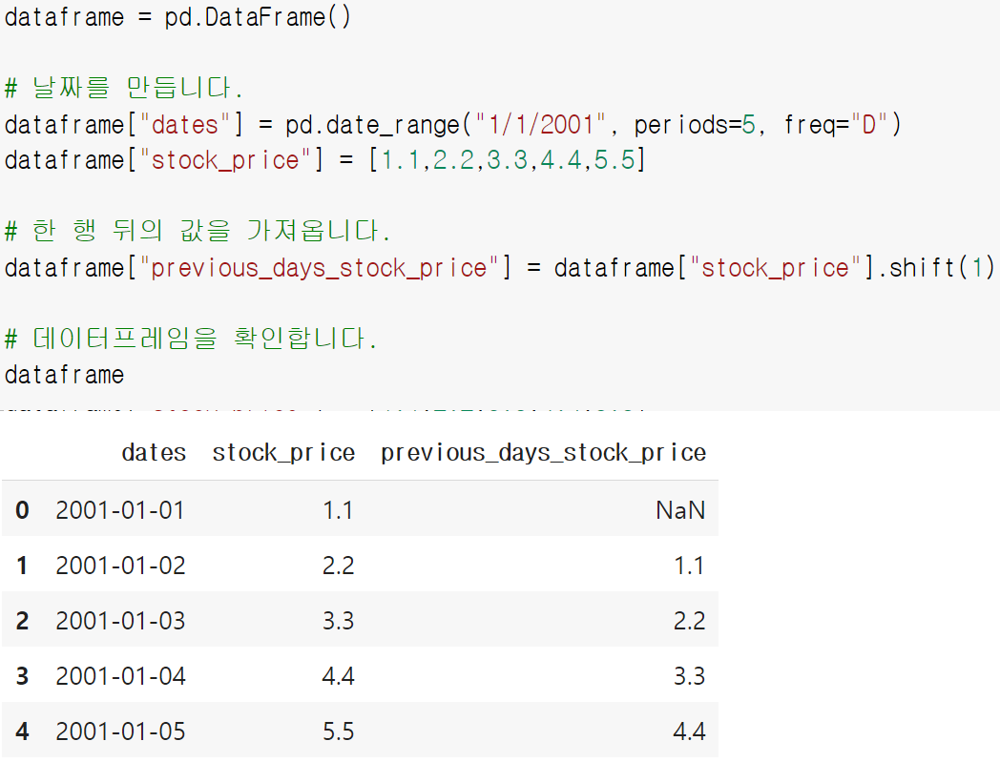 dataframe = pd.DataFrame()
# 날짜를 만듭니다.
dataframe["dates"] = pd.date_range("1/1/2001", periods=5, freq="D")
dataframe["stock_price"] = [1.1,2.2,3.3,4.4,5.5]
# 한 행 뒤의 값을 가져옵니다.
dataframe["previous_days_stock_price"] = dataframe["stock_price"].shift(1)
# 데이터프레임을 확인합니다.
dataframe
dates stock_price previous_days_stock_price
0 2001-01-01 1.1 NaN
1 2001-01-02 2.2 1.1
2 2001-01-03 3.3 2.2
3 2001-01-04 4.4 3.3
4 2001-01-05 5.5 4.4